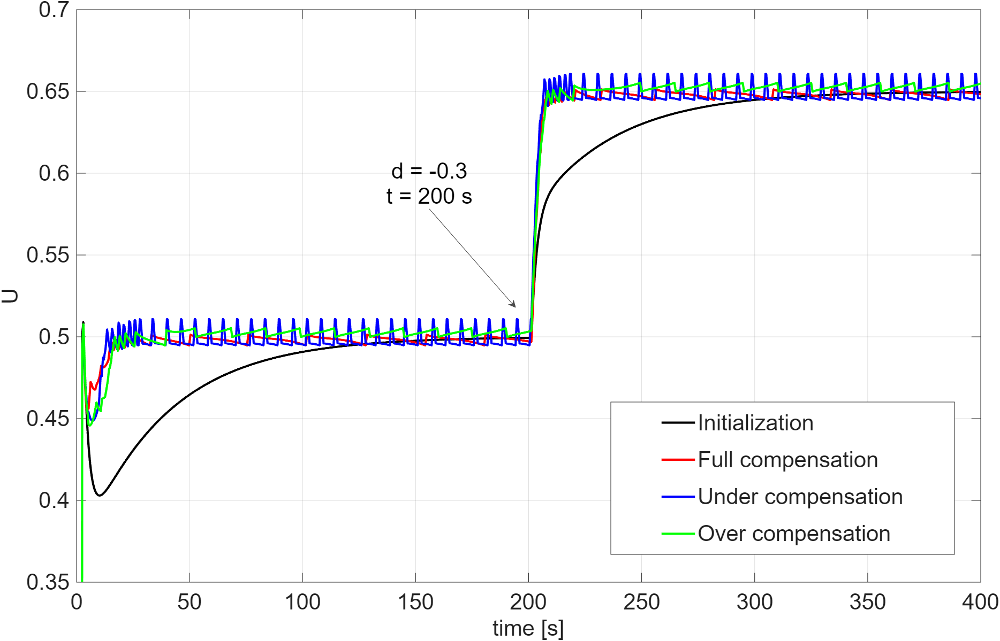 0.7
0.65
0.6
0.55
0.5
0.45
0.4
0.35
U
d = -0.3
t = 200 s
Initialization
Full compensation
Under compensation
Over compensation
0 50 100 150 200 250 300 350 400
time [s]